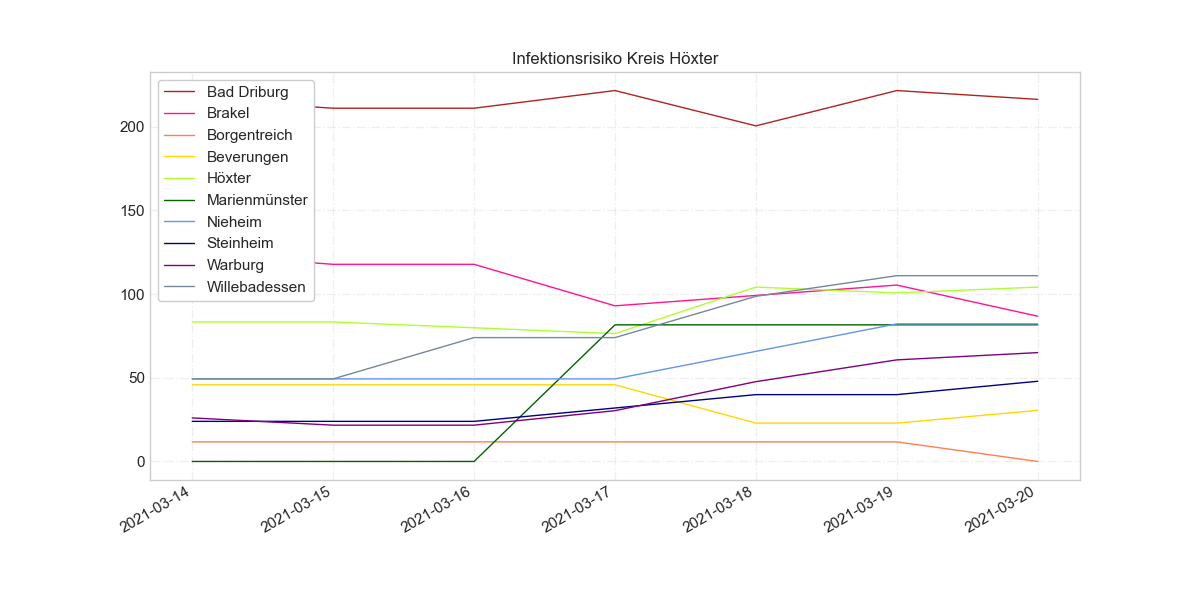 Infektionsrisiko Kreis Höxter
Bad Driburg
Brakel
Borgentreich
Beverungen
Höxter
Marienmünster
Nieheim
Steinheim
Warburg
Willebadessen
200
150
100
50
0
2021-03-14
2021-03-15
2021-03-16
2021-03-17
2021-03-18
2021-03-19
2021-03-20